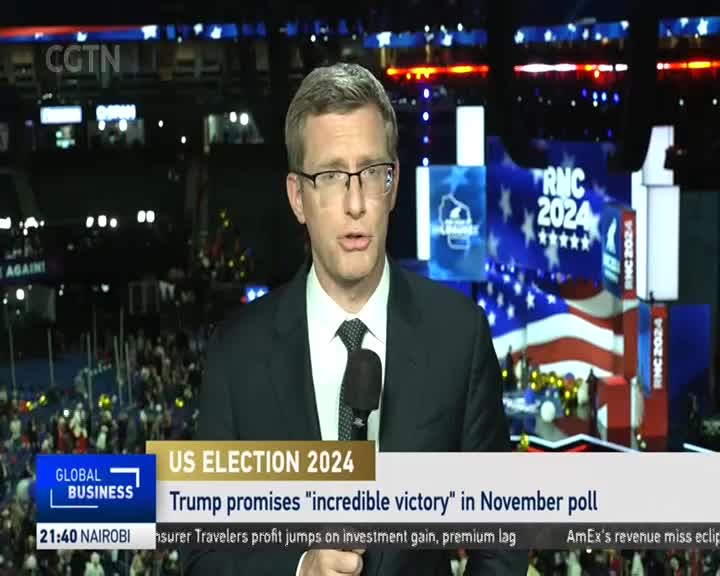 CGTN
AGAIN!
RNC
2024
RNC★2024
RNC★2024
US ELECTION 2024
GLOBAL
BUSINESS
Trump promises "incredible victory" in November poll
21:40 NAIROBI
nsurer Travelers profit jumps on investment gain, premium lag
AmEx's revenue miss eclip